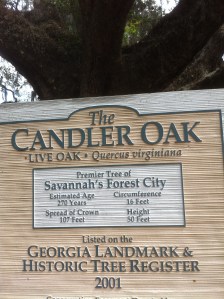 The
CANDLER OAK
·LIVE OAK · Quercus virginiana
Premier Tree of
Savannah's Forest City
Estimated Age Circumference
270 Years 16 Feet
Spread of Crown Height
107 Feet 50 Feet
Listed on the
GEORGIA LANDMARK &
HISTORIC TREE REGISTER
2001